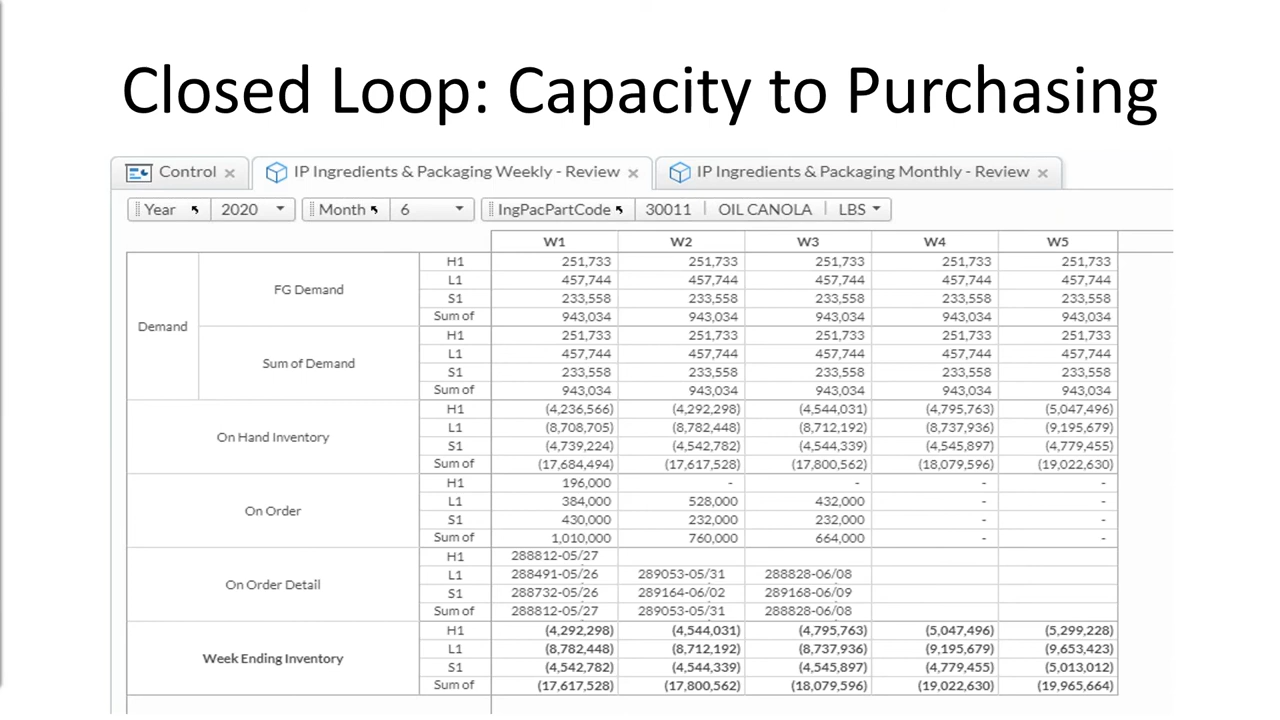 Closed Loop: Capacity to Purchasing
Control × IP Ingredients & Packaging Weekly - Review × IP Ingredients & Packaging Monthly - Review ×
Year 2020 Month 6 IngPacPartCode 30011 | OIL CANOLA | LBS
W1 W2 W3 W4 W5
Demand
FG Demand
H1 251,733 251,733 251,733 251,733 251,733
L1 457,744 457,744 457,744 457,744 457,744
S1 233,558 233,558 233,558 233,558 233,558
Sum of 943,034 943,034 943,034 943,034 943,034
Sum of Demand
H1 251,733 251,733 251,733 251,733 251,733
L1 457,744 457,744 457,744 457,744 457,744
S1 233,558 233,558 233,558 233,558 233,558
Sum of 943,034 943,034 943,034 943,034 943,034
On Hand Inventory
H1 (4,236,566) (4,292,298) (4,544,031) (4,795,763) (5,047,496)
L1 (8,708,705) (8,782,448) (8,712,192) (8,737,936) (9,195,679)
S1 (4,739,224) (4,542,782) (4,544,339) (4,545,897) (4,779,455)
Sum of (17,684,494) (17,617,528) (17,800,562) (18,079,596) (19,022,630)
On Order
H1 196,000 - - - -
L1 384,000 528,000 432,000 - -
S1 430,000 232,000 232,000 - -
Sum of 1,010,000 760,000 664,000 - -
On Order Detail
H1 288812-05/27
L1 288491-05/26 289053-05/31 288828-06/08
S1 288732-05/26 289164-06/02 289168-06/09
Sum of 288812-05/27 289053-05/31 288828-06/08
Week Ending Inventory
H1 (4,292,298) (4,544,031) (4,795,763) (5,047,496) (5,299,228)
L1 (8,782,448) (8,712,192) (8,737,936) (9,195,679) (9,653,423)
S1 (4,542,782) (4,544,339) (4,545,897) (4,779,455) (5,013,012)
Sum of (17,617,528) (17,800,562) (18,079,596) (19,022,630) (19,965,664)